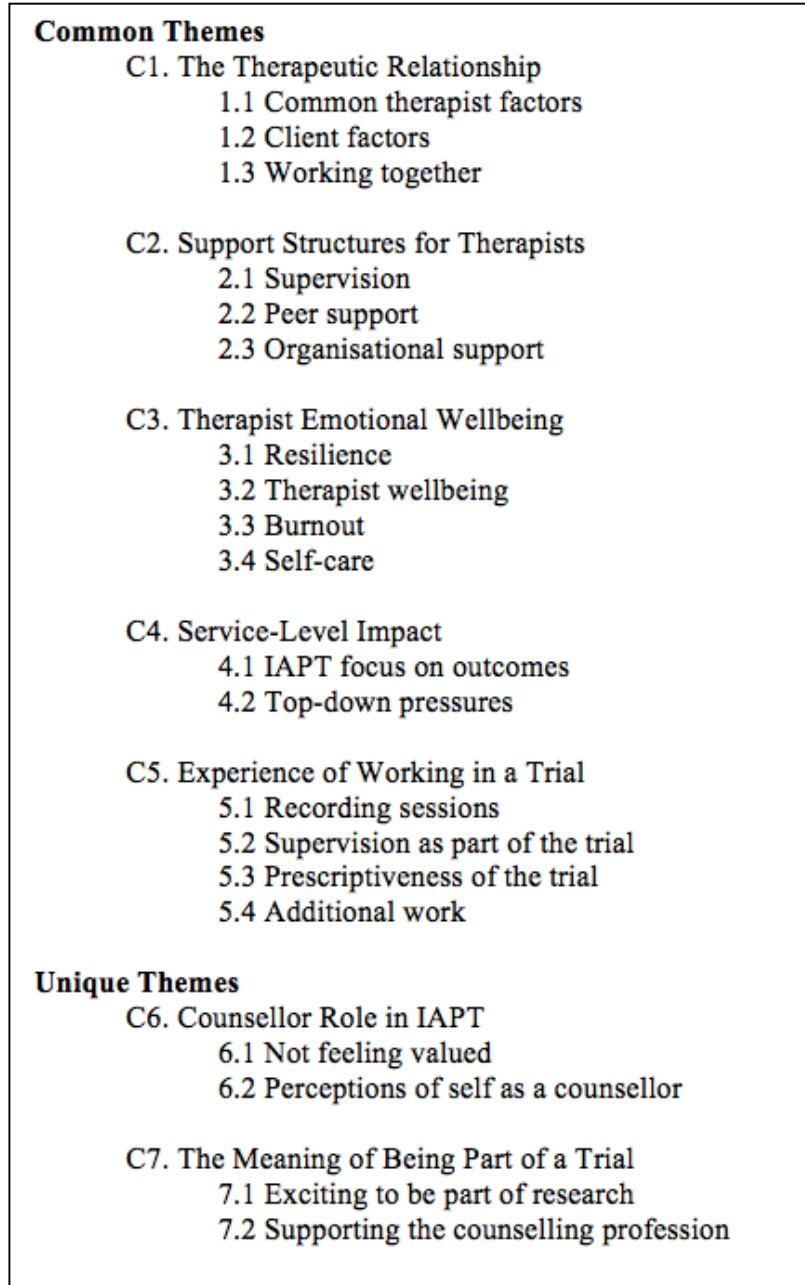 Common Themes
C1. The Therapeutic Relationship
1.1 Common therapist factors
1.2 Client factors
1.3 Working together
C2. Support Structures for Therapists
2.1 Supervision
2.2 Peer support
2.3 Organisational support
C3. Therapist Emotional Wellbeing
3.1 Resilience
3.2 Therapist wellbeing
3.3 Burnout
3.4 Self-care
C4. Service-Level Impact
4.1 IAPT focus on outcomes
4.2 Top-down pressures
C5. Experience of Working in a Trial
5.1 Recording sessions
5.2 Supervision as part of the trial
5.3 Prescriptiveness of the trial
5.4 Additional work
Unique Themes
C6. Counsellor Role in IAPT
6.1 Not feeling valued
6.2 Perceptions of self as a counsellor
C7. The Meaning of Being Part of a Trial
7.1 Exciting to be part of research
7.2 Supporting the counselling profession